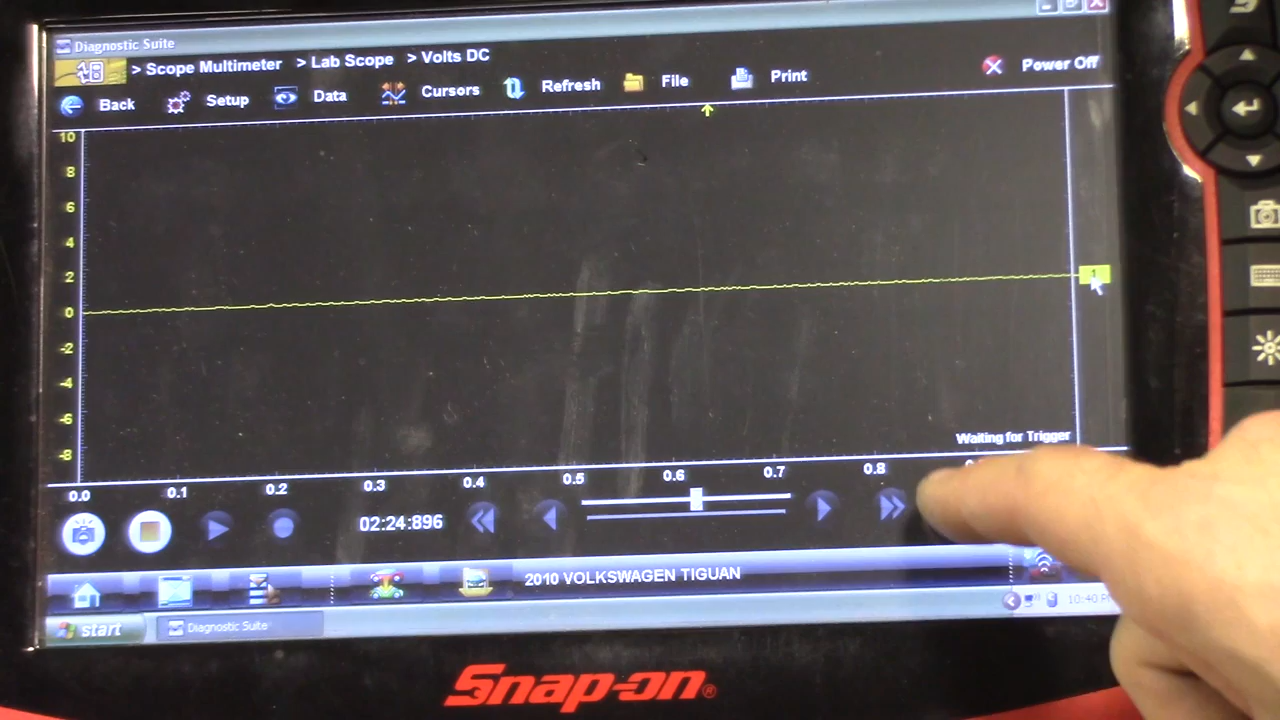 Diagnostic Suite
> Scope Multimeter > Lab Scope > Volts DC
Power Off
Back Setup Data Cursors Refresh File Print
10
8
6
4
2
1
0
-2
-4
-6
-8
Waiting for Trigger
0.0 0.1 0.2 0.3 0.4 0.5 0.6 0.7 0.8
02:24:896
2010 VOLKSWAGEN TIGUAN
start Diagnostic Suite 10:40
Snap-on®